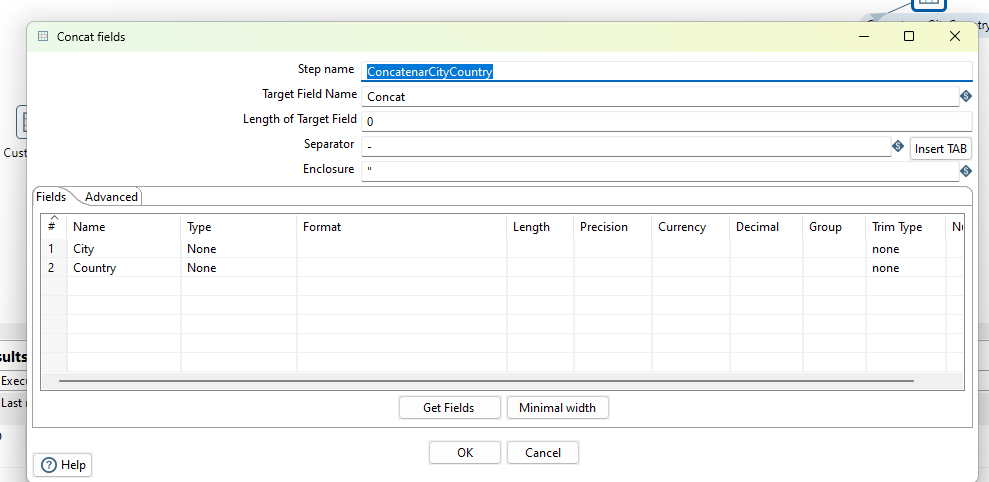 Concat fields
Step name ConcatenarCityCountry
Target Field Name Concat
Length of Target Field 0
Separator - Insert TAB
Enclosure "
Fields Advanced
# Name Type Format Length Precision Currency Decimal Group Trim Type
1 City None none
2 Country None none
Get Fields Minimal width
OK Cancel
Help